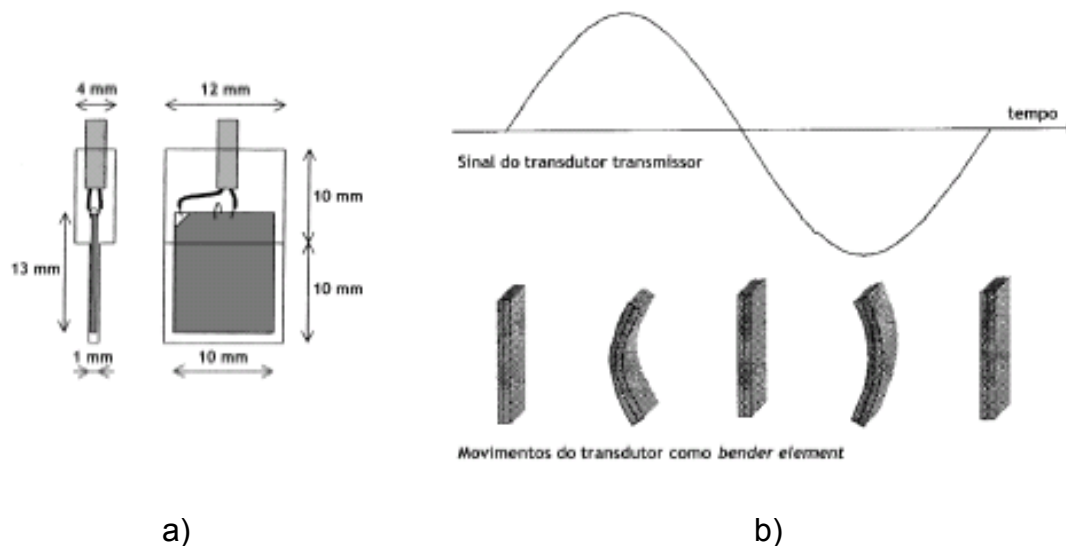 4 mm
12 mm
10 mm
13 mm
10 mm
1 mm
10 mm
tempo
Sinal do transdutor transmissor
Movimentos do transdutor como bender element
a)
b)